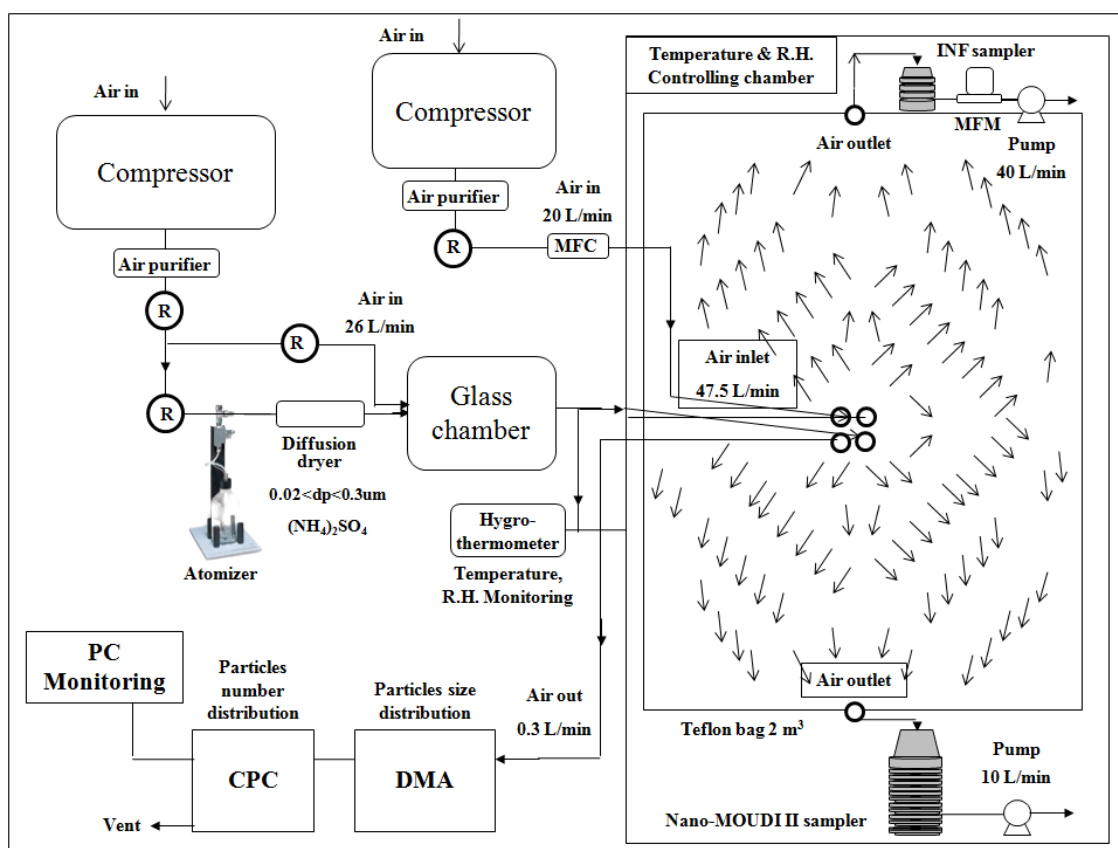 Air in
Compressor
Air purifier
R
Air in
26 L/min
R
R
Atomizer
Diffusion
dryer
0.02<dp<0.3um
(NH₄)₂SO₄
Air in
Compressor
Air purifier
R
Air in
20 L/min
MFC
Glass
chamber
Hygro-
thermometer
Temperature,
R.H. Monitoring
Temperature & R.H.
Controlling chamber
INF sampler
MFM
Pump
40 L/min
Air outlet
Air inlet
47.5 L/min
Air outlet
Teflon bag 2 m³
Pump
10 L/min
Nano-MOUDI II sampler
Air out
0.3 L/min
Particles size
distribution
DMA
Particles
number
distribution
CPC
PC
Monitoring
Vent